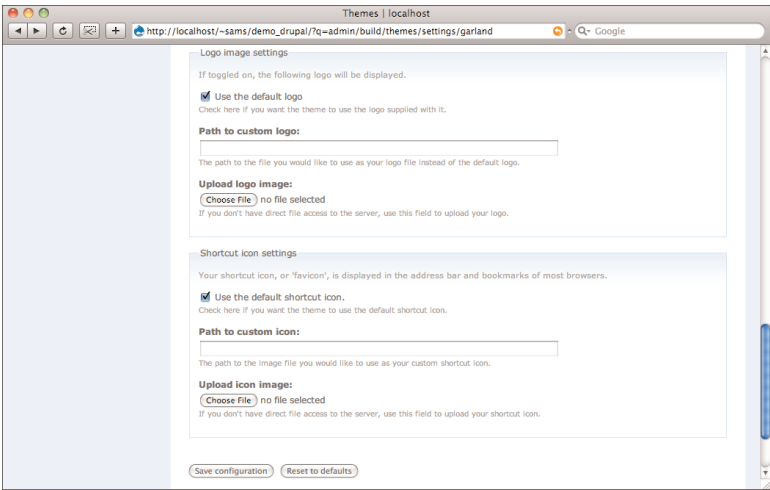 Themes | localhost
http://localhost/~sams/demo_drupal/?q=admin/build/themes/settings/garland
Google
Logo image settings
If toggled on, the following logo will be displayed.
Use the default logo
Check here if you want the theme to use the logo supplied with it.
Path to custom logo:
The path to the file you would like to use as your logo file instead of the default logo.
Upload logo image:
Choose File no file selected
If you don't have direct file access to the server, use this field to upload your logo.
Shortcut icon settings
Your shortcut icon, or 'favicon', is displayed in the address bar and bookmarks of most browsers.
Use the default shortcut icon.
Check here if you want the theme to use the default shortcut icon.
Path to custom icon:
The path to the image file you would like to use as your custom shortcut icon.
Upload icon image:
Choose File no file selected
If you don't have direct file access to the server, use this field to upload your shortcut icon.
Save configuration Reset to defaults